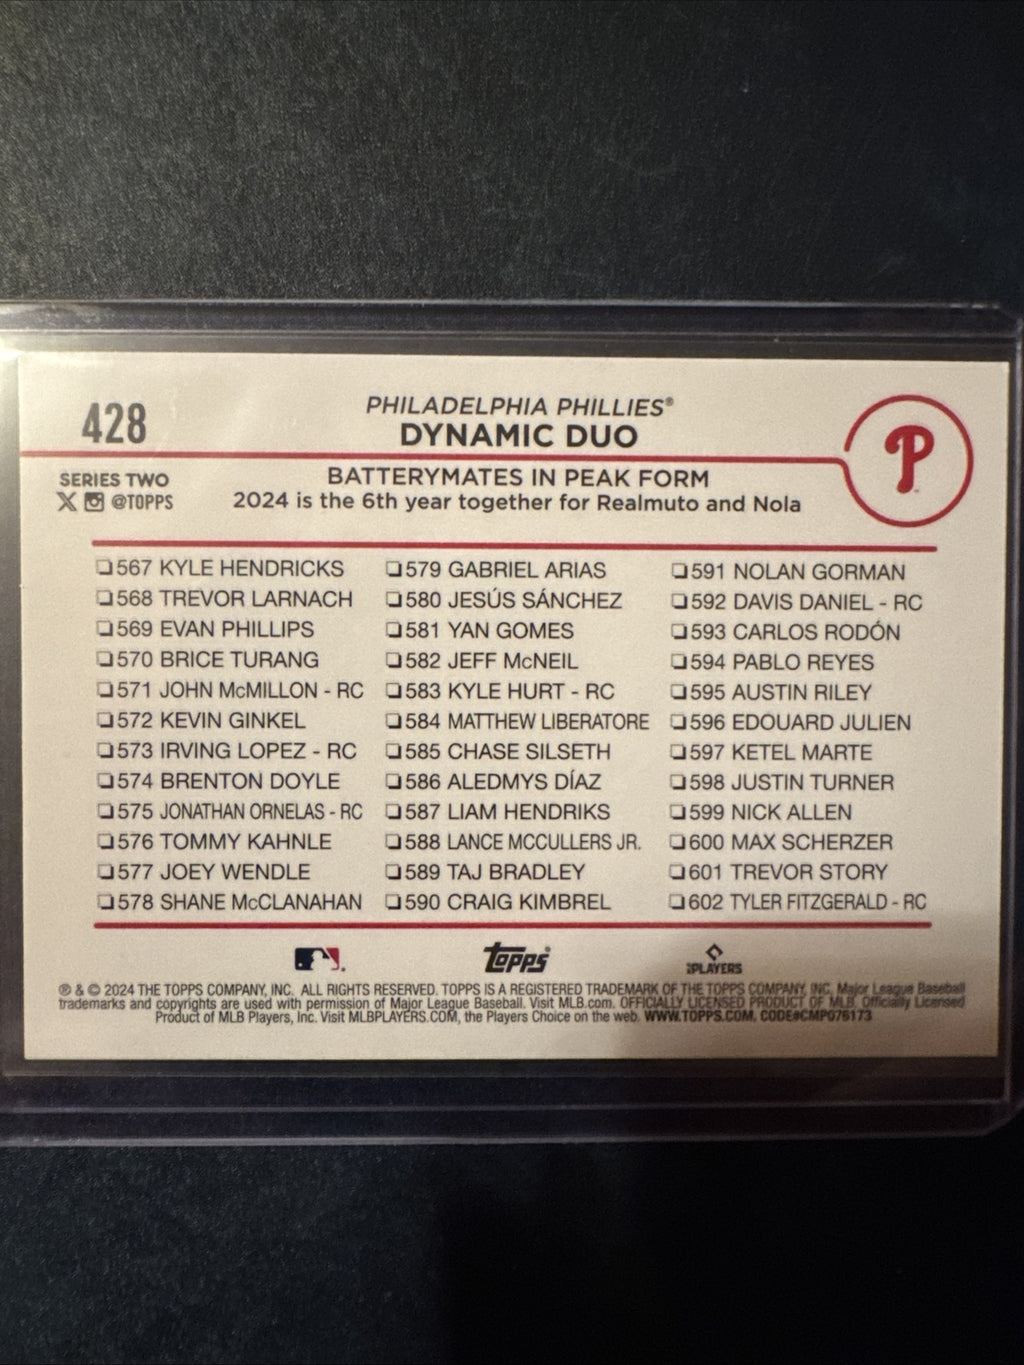 428
PHILADELPHIA PHILLIES®
DYNAMIC DUO
P
SERIES TWO
@TOPPS
BATTERYMATES IN PEAK FORM
2024 is the 6th year together for Realmuto and Nola
567 KYLE HENDRICKS
568 TREVOR LARNACH
569 EVAN PHILLIPS
570 BRICE TURANG
571 JOHN McMILLON - RC
572 KEVIN GINKEL
573 IRVING LOPEZ - RC
574 BRENTON DOYLE
575 JONATHAN ORNELAS - RC
576 TOMMY KAHNLE
577 JOEY WENDLE
578 SHANE McCLANAHAN
579 GABRIEL ARIAS
580 JESÚS SÁNCHEZ
581 YAN GOMES
582 JEFF McNEIL
583 KYLE HURT - RC
584 MATTHEW LIBERATORE
585 CHASE SILSETH
586 ALEDMYS DÍAZ
587 LIAM HENDRIKS
588 LANCE MCCULLERS JR.
589 TAJ BRADLEY
590 CRAIG KIMBREL
591 NOLAN GORMAN
592 DAVIS DANIEL - RC
593 CARLOS RODÓN
594 PABLO REYES
595 AUSTIN RILEY
596 EDOUARD JULIEN
597 KETEL MARTE
598 JUSTIN TURNER
599 NICK ALLEN
600 MAX SCHERZER
601 TREVOR STORY
602 TYLER FITZGERALD - RC
topps®
MLBPLAYERS
® & © 2024 THE TOPPS COMPANY, INC. ALL RIGHTS RESERVED. TOPPS IS A REGISTERED TRADEMARK OF THE TOPPS COMPANY, INC. Major League Baseball
trademarks and copyrights are used with permission of Major League Baseball. Visit MLB.com. OFFICIALLY LICENSED PRODUCT OF MLB. Officially Licensed
Product of MLB Players, Inc. Visit MLBPLAYERS.COM, the Players Choice on the web. WWW.TOPPS.COM. CODE#CMP076173